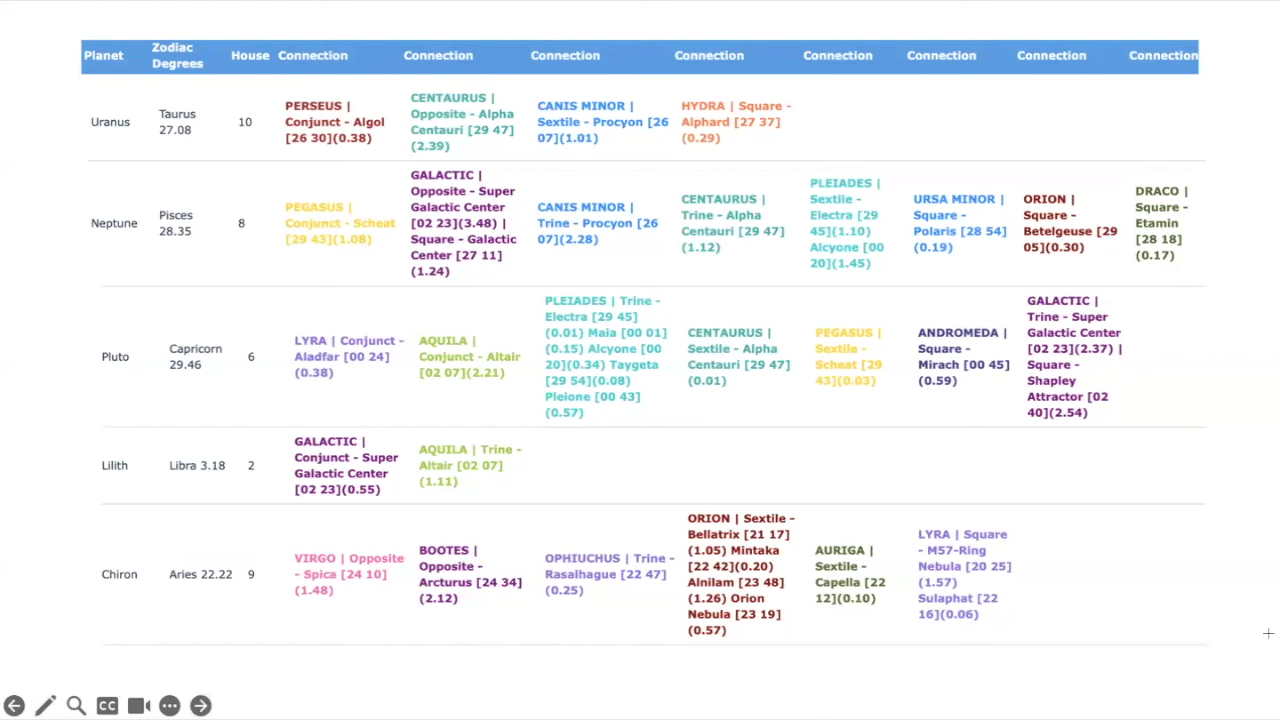 Planet
Zodiac
Degrees
House
Connection
Connection
Connection
Connection
Connection
Connection
Connection
Connection
Uranus
Taurus
27.08
10
PERSEUS |
Conjunct - Algol
[26 30](0.38)
CENTAURUS |
Opposite - Alpha
Centauri [29 47]
(2.39)
CANIS MINOR |
Sextile - Procyon [26
07](1.01)
HYDRA | Square -
Alphard [27 37]
(0.29)
Neptune
Pisces
28.35
8
PEGASUS |
Conjunct - Scheat
[29 43](1.08)
GALACTIC |
Opposite - Super
Galactic Center
[02 23](3.48) |
Square - Galactic
Center [27 11]
(1.24)
CANIS MINOR |
Trine - Procyon [26
07](2.28)
CENTAURUS |
Trine - Alpha
Centauri [29 47]
(1.12)
PLEIADES |
Sextile -
Electra [29
45](1.10)
Alcyone [00
20](1.45)
URSA MINOR |
Square -
Polaris [28 54]
(0.19)
ORION |
Square -
Betelgeuse [29
05](0.30)
DRACO |
Square -
Etamin
[28 18]
(0.17)
Pluto
Capricorn
29.46
6
LYRA | Conjunct -
Aladfar [00 24]
(0.38)
AQUILA |
Conjunct - Altair
[02 07](2.21)
PLEIADES | Trine -
Electra [29 45]
(0.01) Maia [00 01]
(0.15) Alcyone [00
20](0.34) Taygeta
[29 54](0.08)
Pleione [00 43]
(0.57)
CENTAURUS |
Sextile - Alpha
Centauri [29 47]
(0.01)
PEGASUS |
Sextile -
Scheat [29
43](0.03)
ANDROMEDA |
Square -
Mirach [00 45]
(0.59)
GALACTIC |
Trine - Super
Galactic Center
[02 23](2.37) |
Square -
Shapley
Attractor [02
40](2.54)
Lilith
Libra 3.18
2
GALACTIC |
Conjunct - Super
Galactic Center
[02 23](0.55)
AQUILA | Trine -
Altair [02 07]
(1.11)
Chiron
Aries 22.22
9
VIRGO | Opposite
- Spica [24 10]
(1.48)
BOOTES |
Opposite -
Arcturus [24 34]
(2.12)
OPHIUCHUS | Trine -
Rasalhague [22 47]
(0.25)
ORION | Sextile -
Bellatrix [21 17]
(1.05) Mintaka
[22 42](0.20)
Alnilam [23 48]
(1.26) Orion
Nebula [23 19]
(0.57)
AURIGA |
Sextile -
Capella [22
12](0.10)
LYRA | Square
- M57-Ring
Nebula [20 25]
(1.57)
Sulaphat [22
16](0.06)
CC